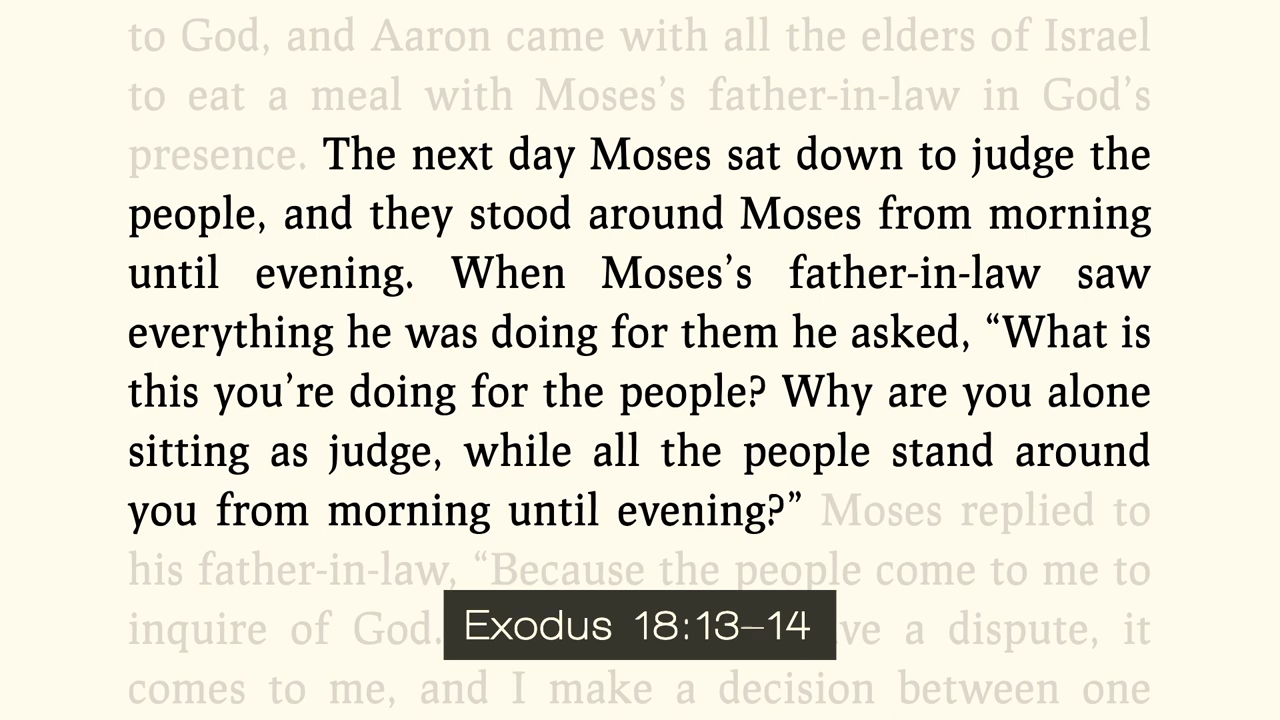 to God, and Aaron came with all the elders of Israel
to eat a meal with Moses’s father-in-law in God’s
presence. The next day Moses sat down to judge the
people, and they stood around Moses from morning
until evening. When Moses’s father-in-law saw
everything he was doing for them he asked, “What is
this you’re doing for the people? Why are you alone
sitting as judge, while all the people stand around
you from morning until evening?” Moses replied to
his father-in-law, “Because the people come to me to
inquire of God. ve a dispute, it
Exodus 18:13–14
comes to me, and I make a decision between one